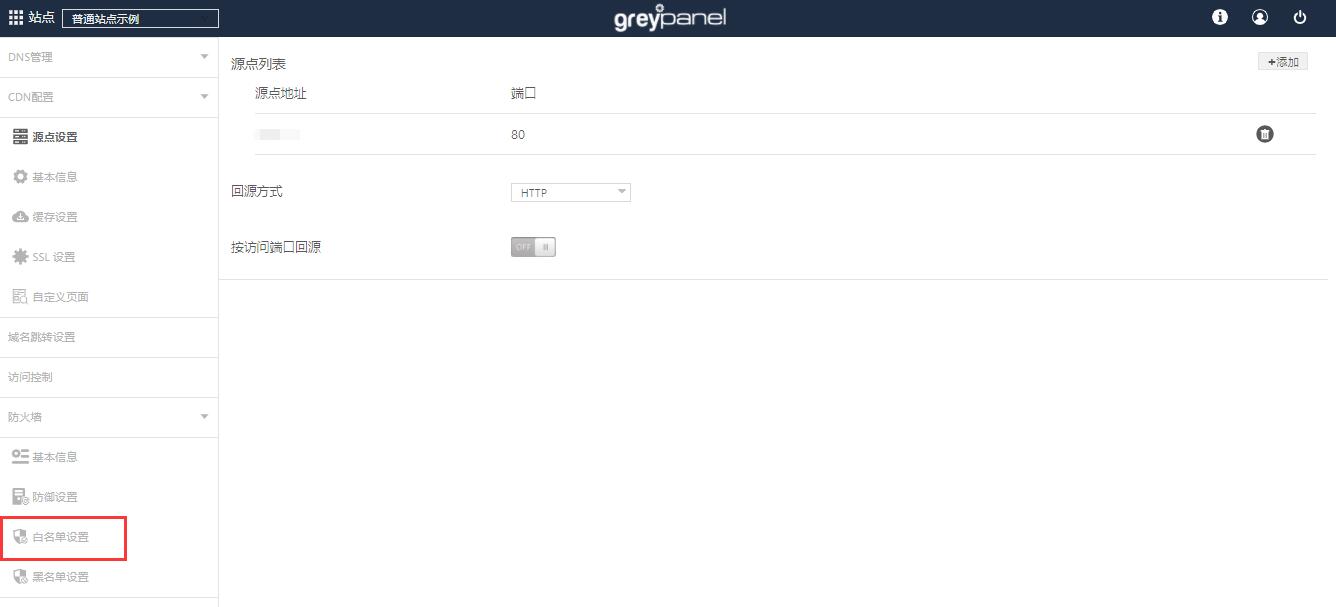 站点 普通站点示例 greypanel
DNS管理
CDN配置
源点设置
基本信息
缓存设置
SSL 设置
自定义页面
域名跳转设置
访问控制
防火墙
基本信息
防御设置
白名单设置
黑名单设置
源点列表 +添加
源点地址 端口
80
回源方式 HTTP
按访问端口回源 OFF